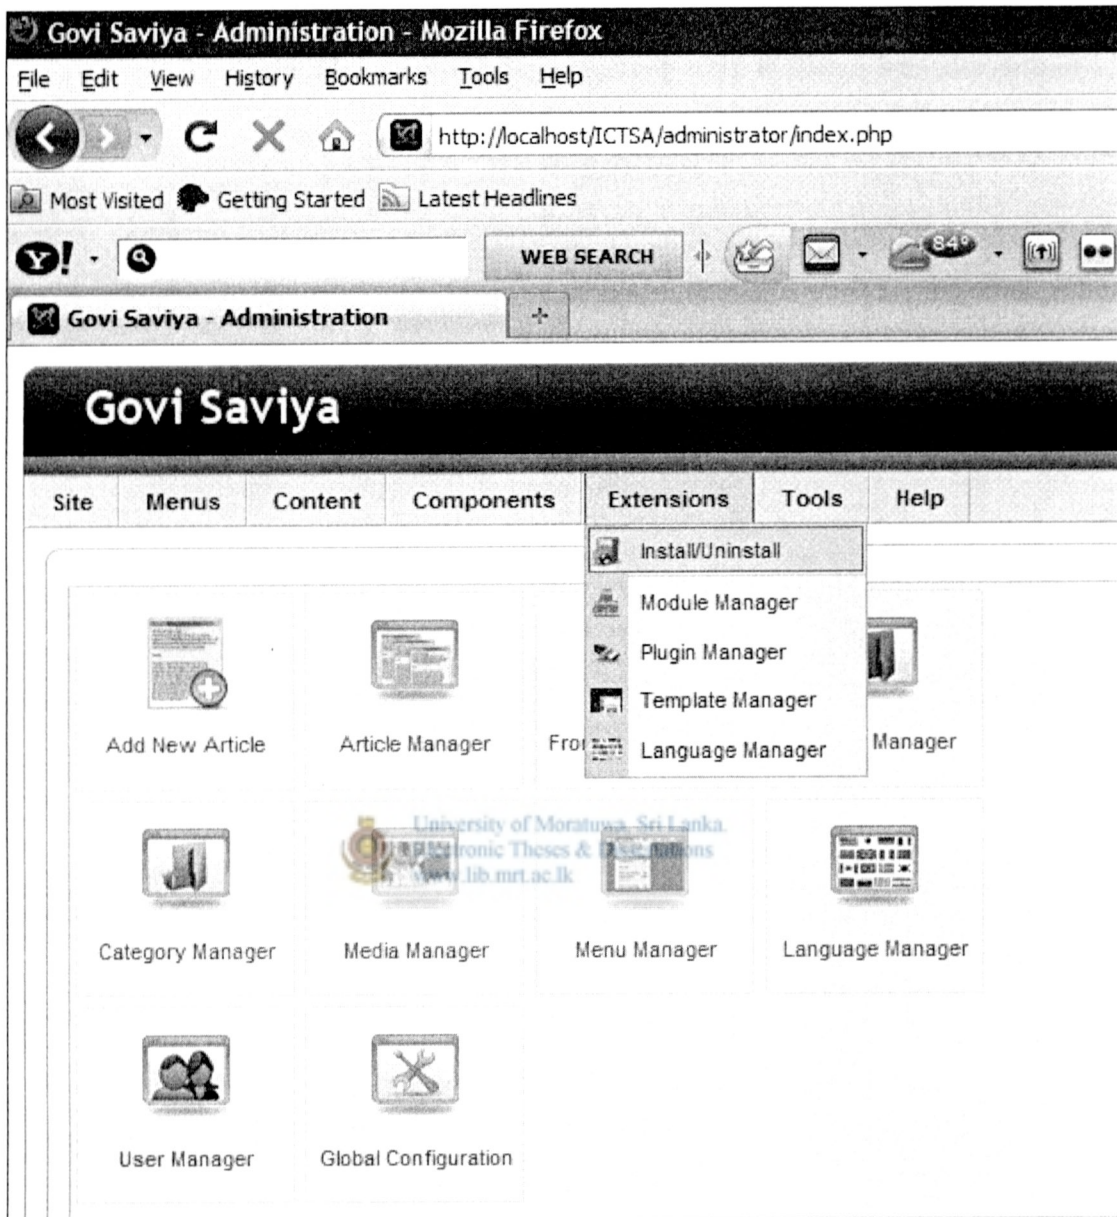 Govi Saviya - Administration - Mozilla Firefox
File Edit View History Bookmarks Tools Help
http://localhost/ICTSA/administrator/index.php
Most Visited Getting Started Latest Headlines
Y! WEB SEARCH 84°
Govi Saviya - Administration
Govi Saviya
Site Menus Content Components Extensions Tools Help
Install/Uninstall
Module Manager
Plugin Manager
Template Manager
Language Manager
Add New Article Article Manager Manager
University of Moratuwa, Sri Lanka.
Electronic Theses & Dissertations
www.lib.mrt.ac.lk
Category Manager Media Manager Menu Manager Language Manager
User Manager Global Configuration